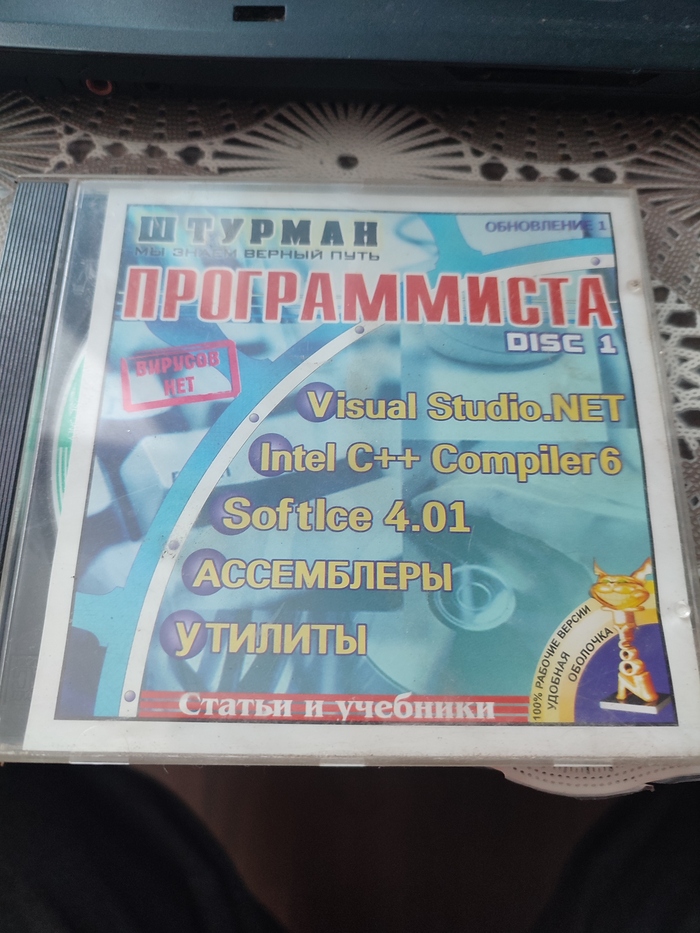 ШТУРМАН
ОБНОВЛЕНИЕ 1
МЫ ЗНАЕМ ВЕРНЫЙ ПУТЬ
ПРОГРАММИСТА
DISC 1
ВИРУСОВ
НЕТ
Visual Studio.NET
Intel C++ Compiler 6
SoftIce 4.01
АССЕМБЛЕРЫ
УТИЛИТЫ
100% РАБОЧИЕ ВЕРСИИ
УДОБНАЯ
ОБОЛОЧКА
Статьи и учебники